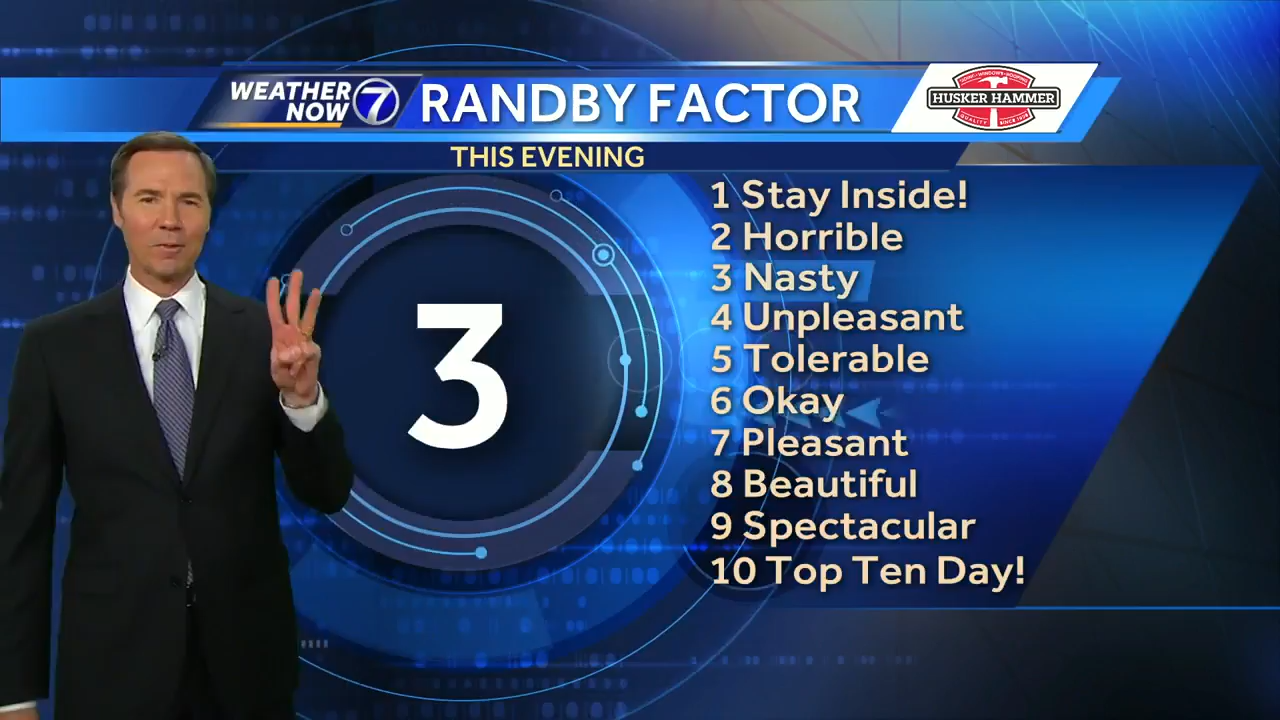 WEATHER
NOW 7
RANDBY FACTOR
HUSKER HAMMER
QUALITY
THIS EVENING
3
1 Stay Inside!
2 Horrible
3 Nasty
4 Unpleasant
5 Tolerable
6 Okay
7 Pleasant
8 Beautiful
9 Spectacular
10 Top Ten Day!